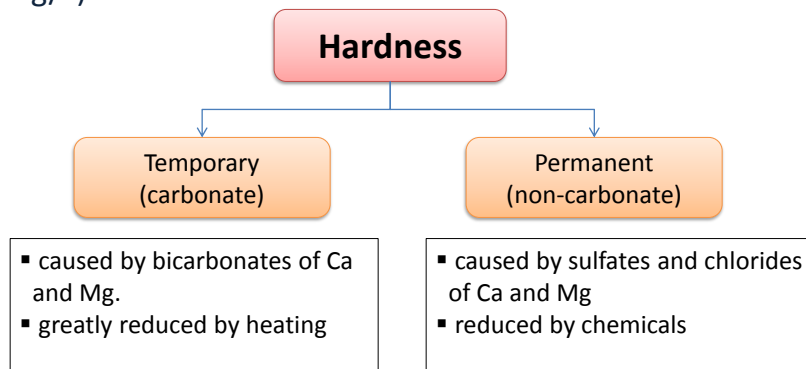 Hardness
Temporary
(carbonate)
Permanent
(non-carbonate)
▪ caused by bicarbonates of Ca
and Mg.
▪ greatly reduced by heating
▪ caused by sulfates and chlorides
of Ca and Mg
▪ reduced by chemicals